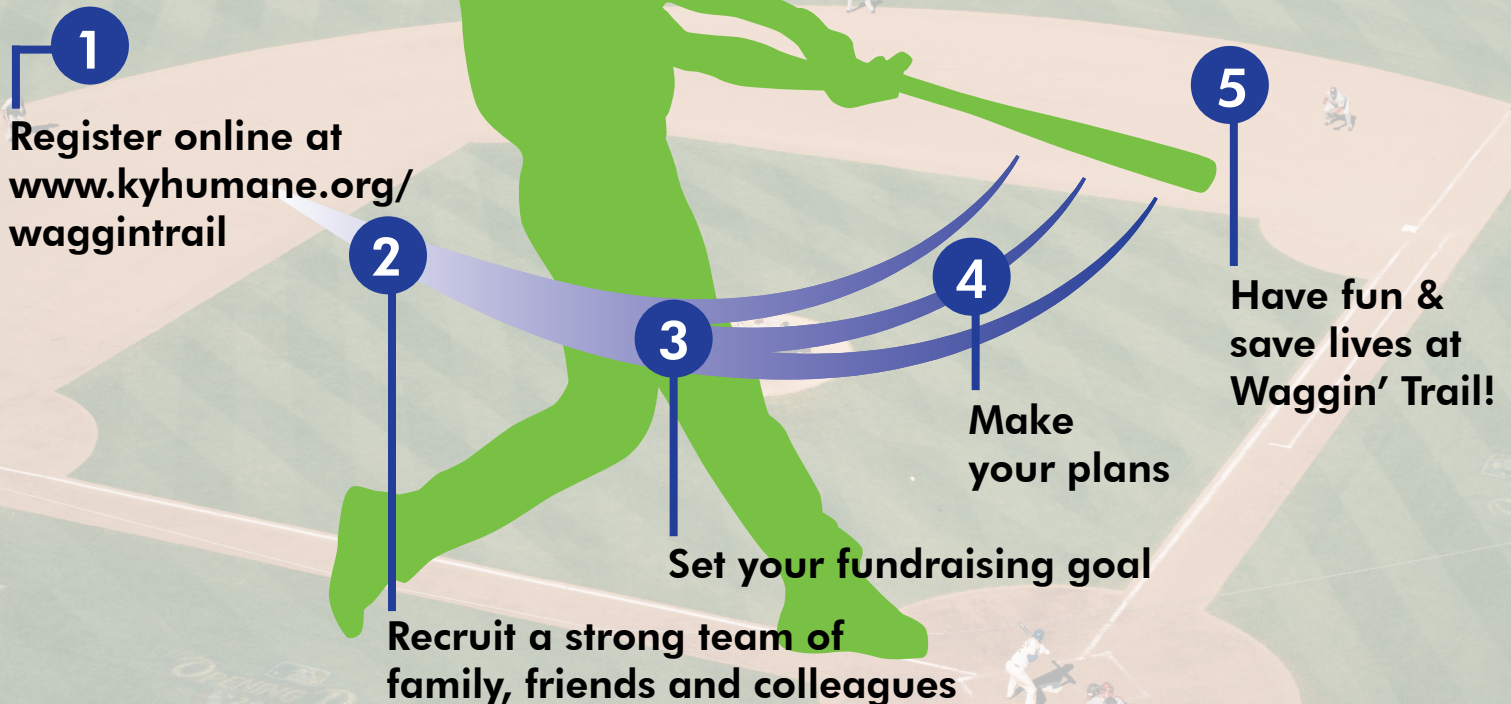 1
Register online at
www.kyhumane.org/
waggintrail
2
Recruit a strong team of
family, friends and colleagues
3
Set your fundraising goal
4
Make
your plans
5
Have fun &
save lives at
Waggin’ Trail!
OPENING